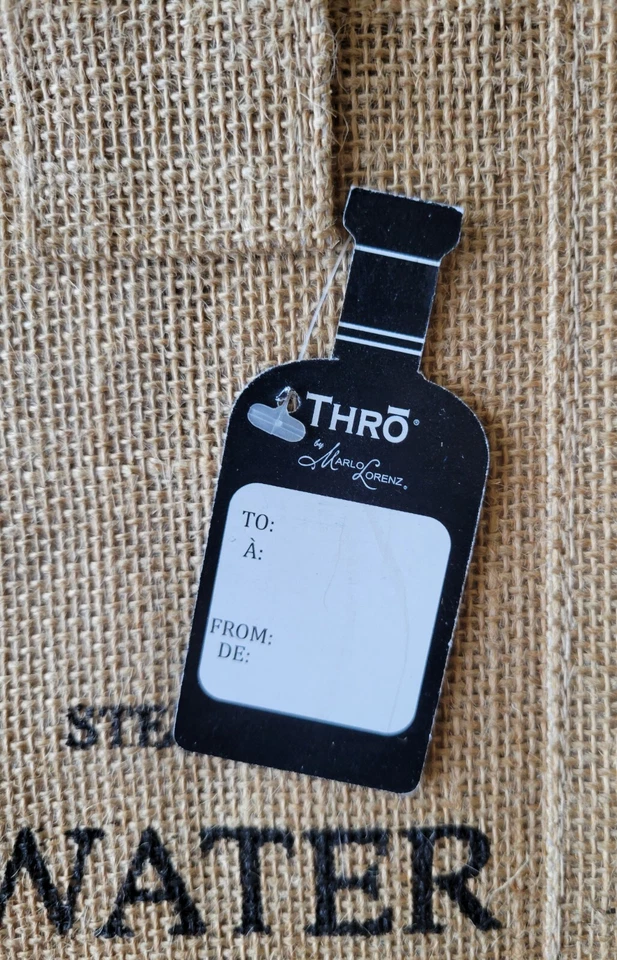 THRŌ®
by MARLO LORENZ®
TO:
À:
FROM:
DE:
STE
WATER